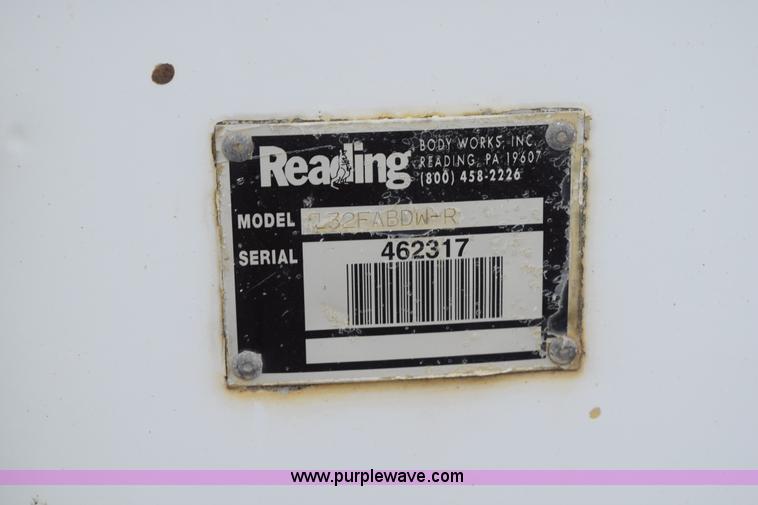 Reading
BODY WORKS, INC.
READING, PA 19607
(800) 458-2226
MODEL
SERIAL 462317
www.purplewave.com